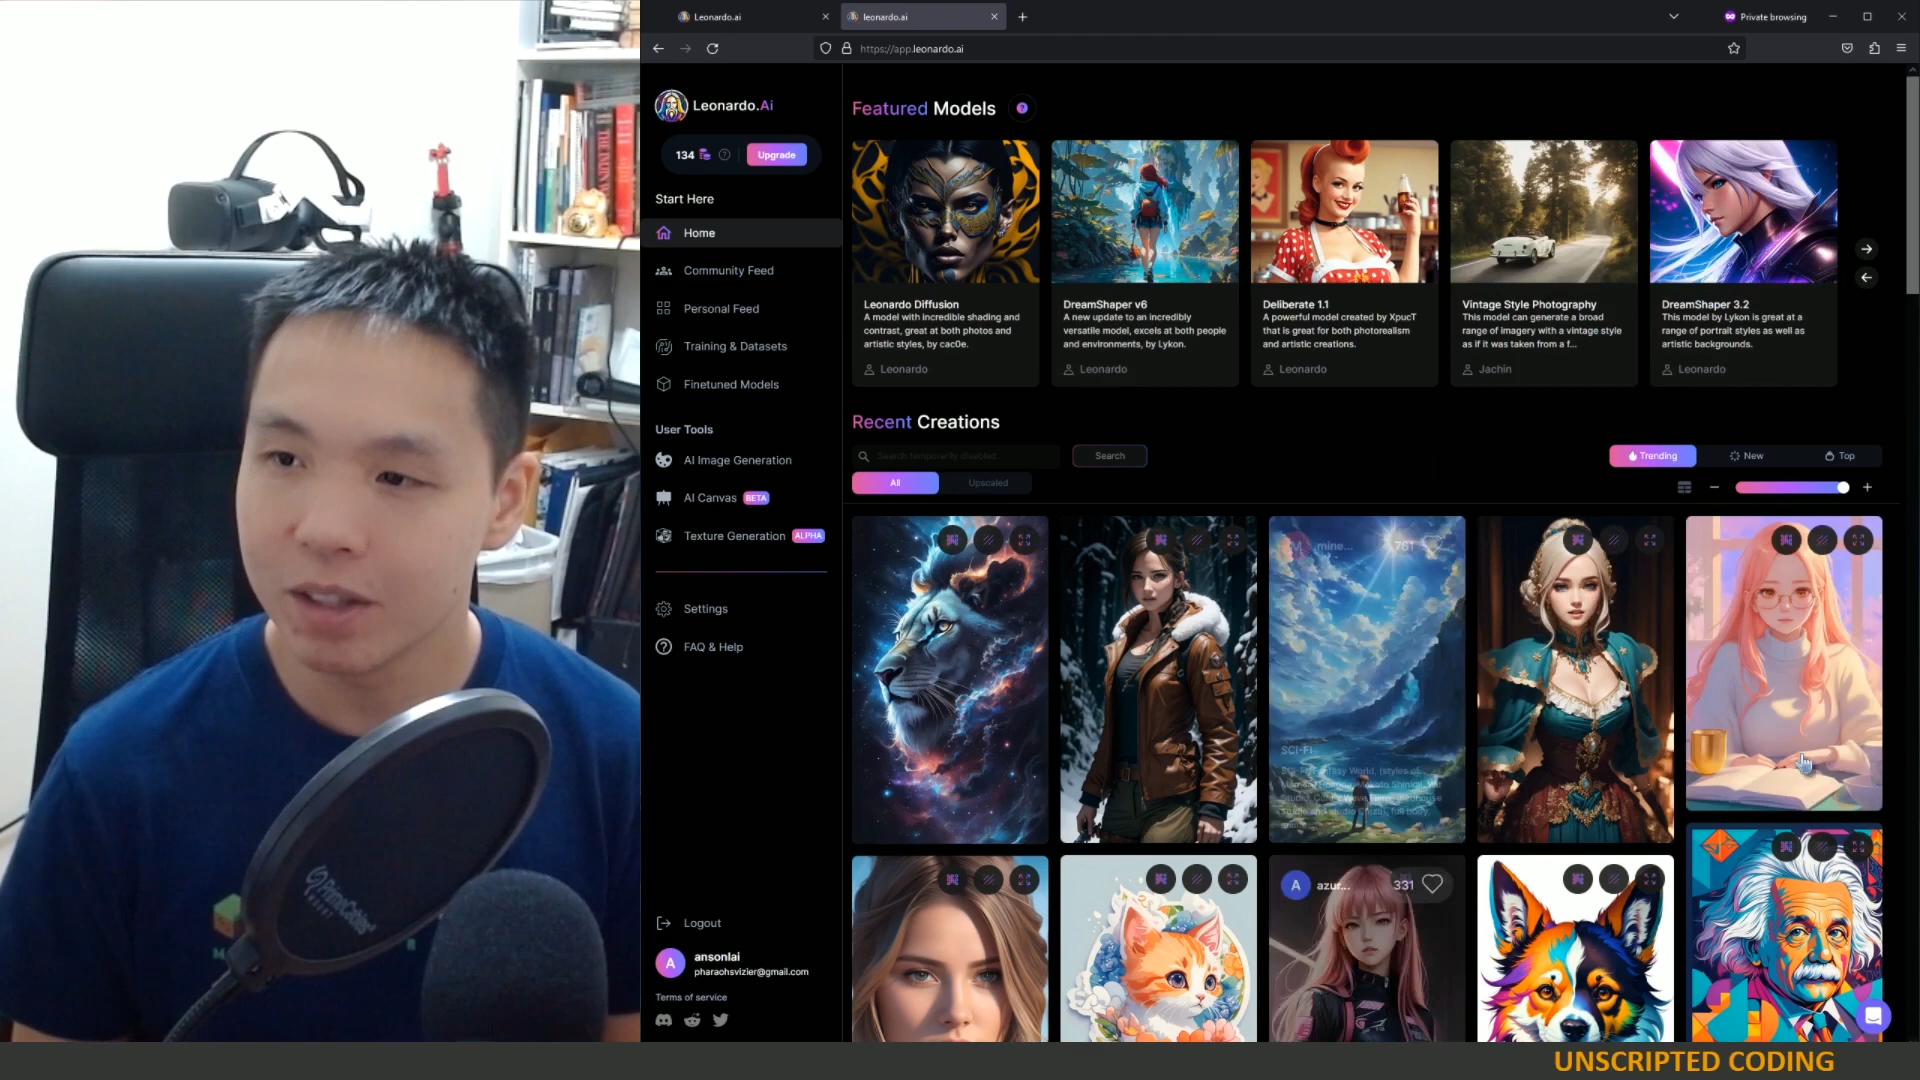 Leonardo.ai
leonardo.ai
Private browsing
https://app.leonardo.ai
Leonardo.Ai
134
Upgrade
Start Here
Home
Community Feed
Personal Feed
Training & Datasets
Finetuned Models
User Tools
AI Image Generation
AI Canvas BETA
Texture Generation ALPHA
Settings
FAQ & Help
Logout
A
ansonlai
pharaohsvizier@gmail.com
Terms of service
Featured Models
Leonardo Diffusion
A model with incredible shading and
contrast, great at both photos and
artistic styles, by cac0e.
Leonardo
DreamShaper v6
A new update to an incredibly
versatile model, excels at both people
and environments, by Lykon.
Leonardo
Deliberate 1.1
A powerful model created by XpucT
that is great for both photorealism
and artistic creations.
Leonardo
Vintage Style Photography
This model can generate a broad
range of imagery with a vintage style
as if it was taken from a f...
Jachin
DreamShaper 3.2
This model by Lykon is great at a
range of portrait styles as well as
artistic backgrounds.
Leonardo
Recent Creations
Search temporarily disabled
Search
Trending
New
Top
All
Upscaled
mine...
761
SCI-FI
A
azur...
331
UNSCRIPTED CODING